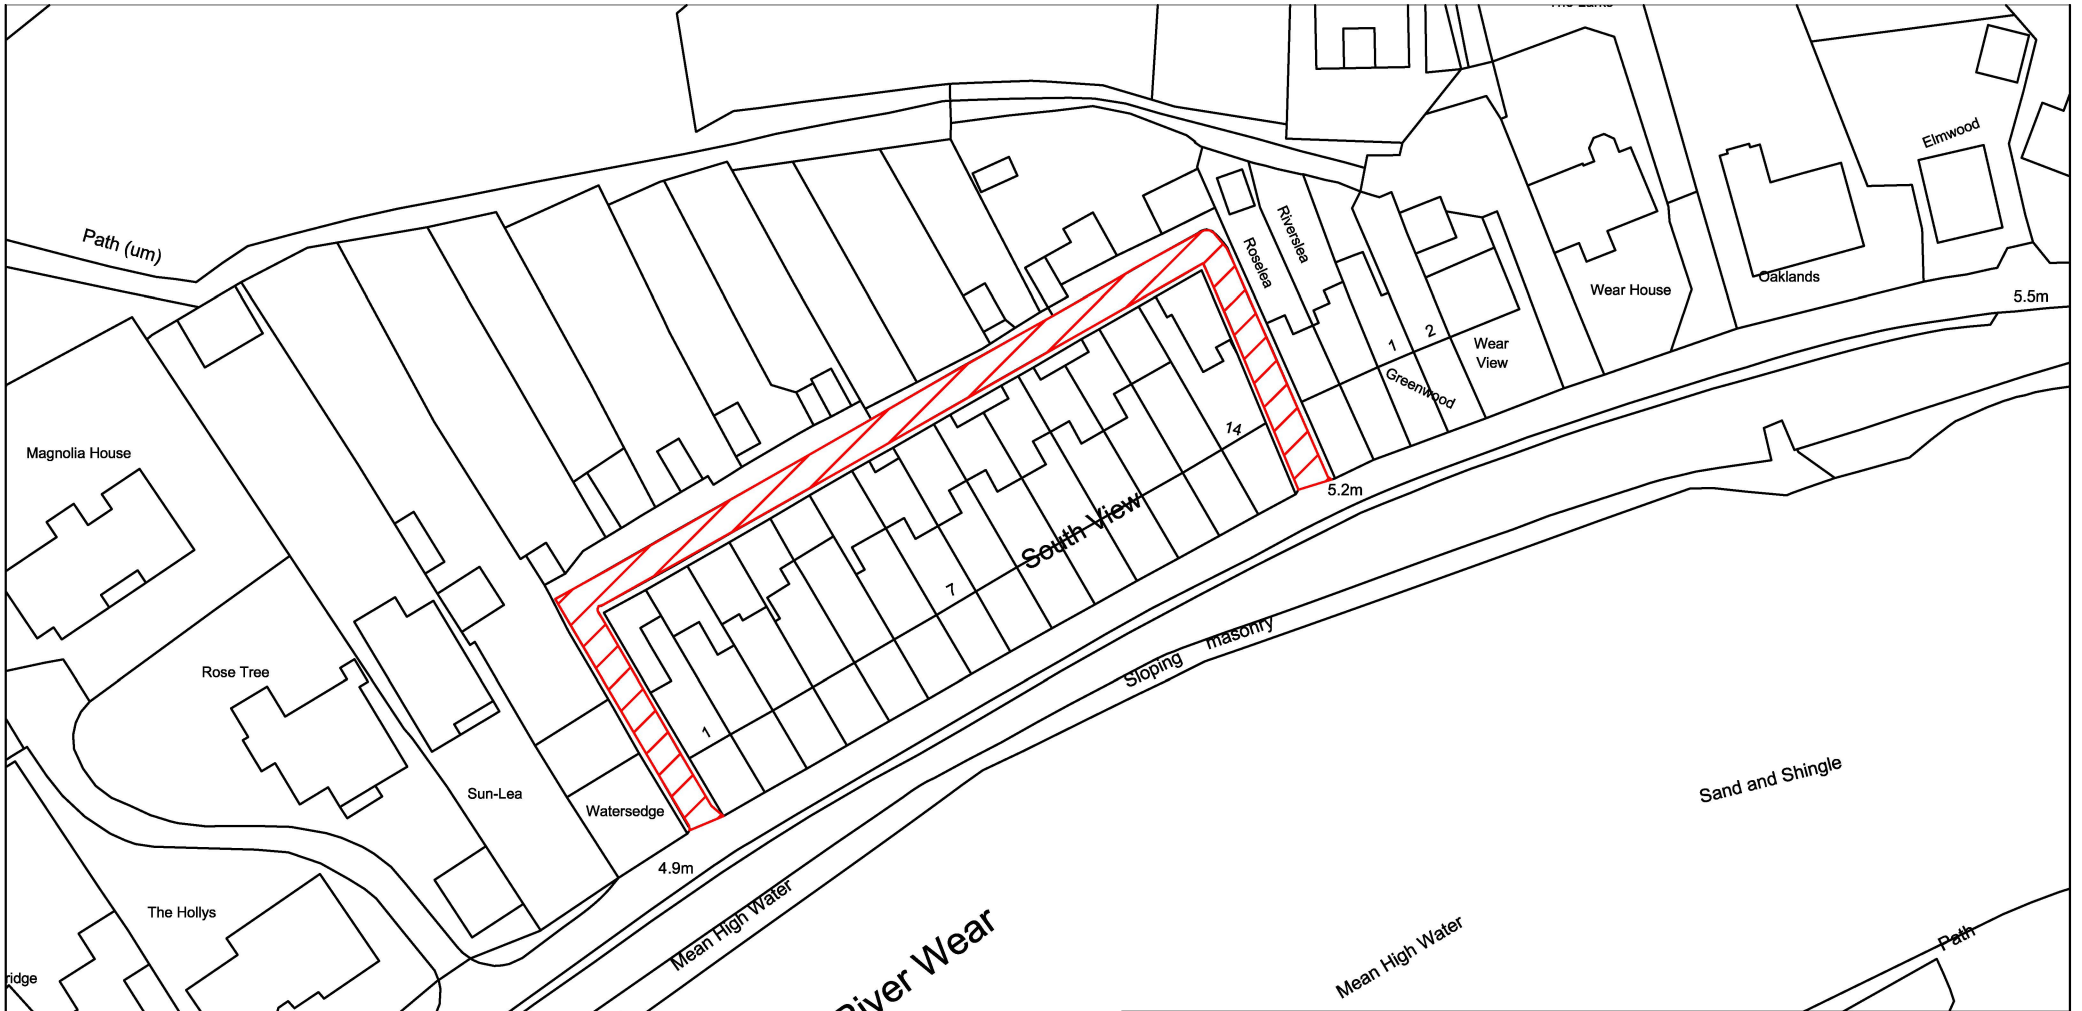 Path (um)
Elmwood
Riverslea
Roselea
Wear House
Oaklands
5.5m
1
2
Wear
View
Greenwood
Magnolia House
14
5.2m
South View
7
Sloping masonry
Rose Tree
1
Sun-Lea
Watersedge
Sand and Shingle
4.9m
Mean High Water
The Hollys
River Wear
Mean High Water
Path
ridge